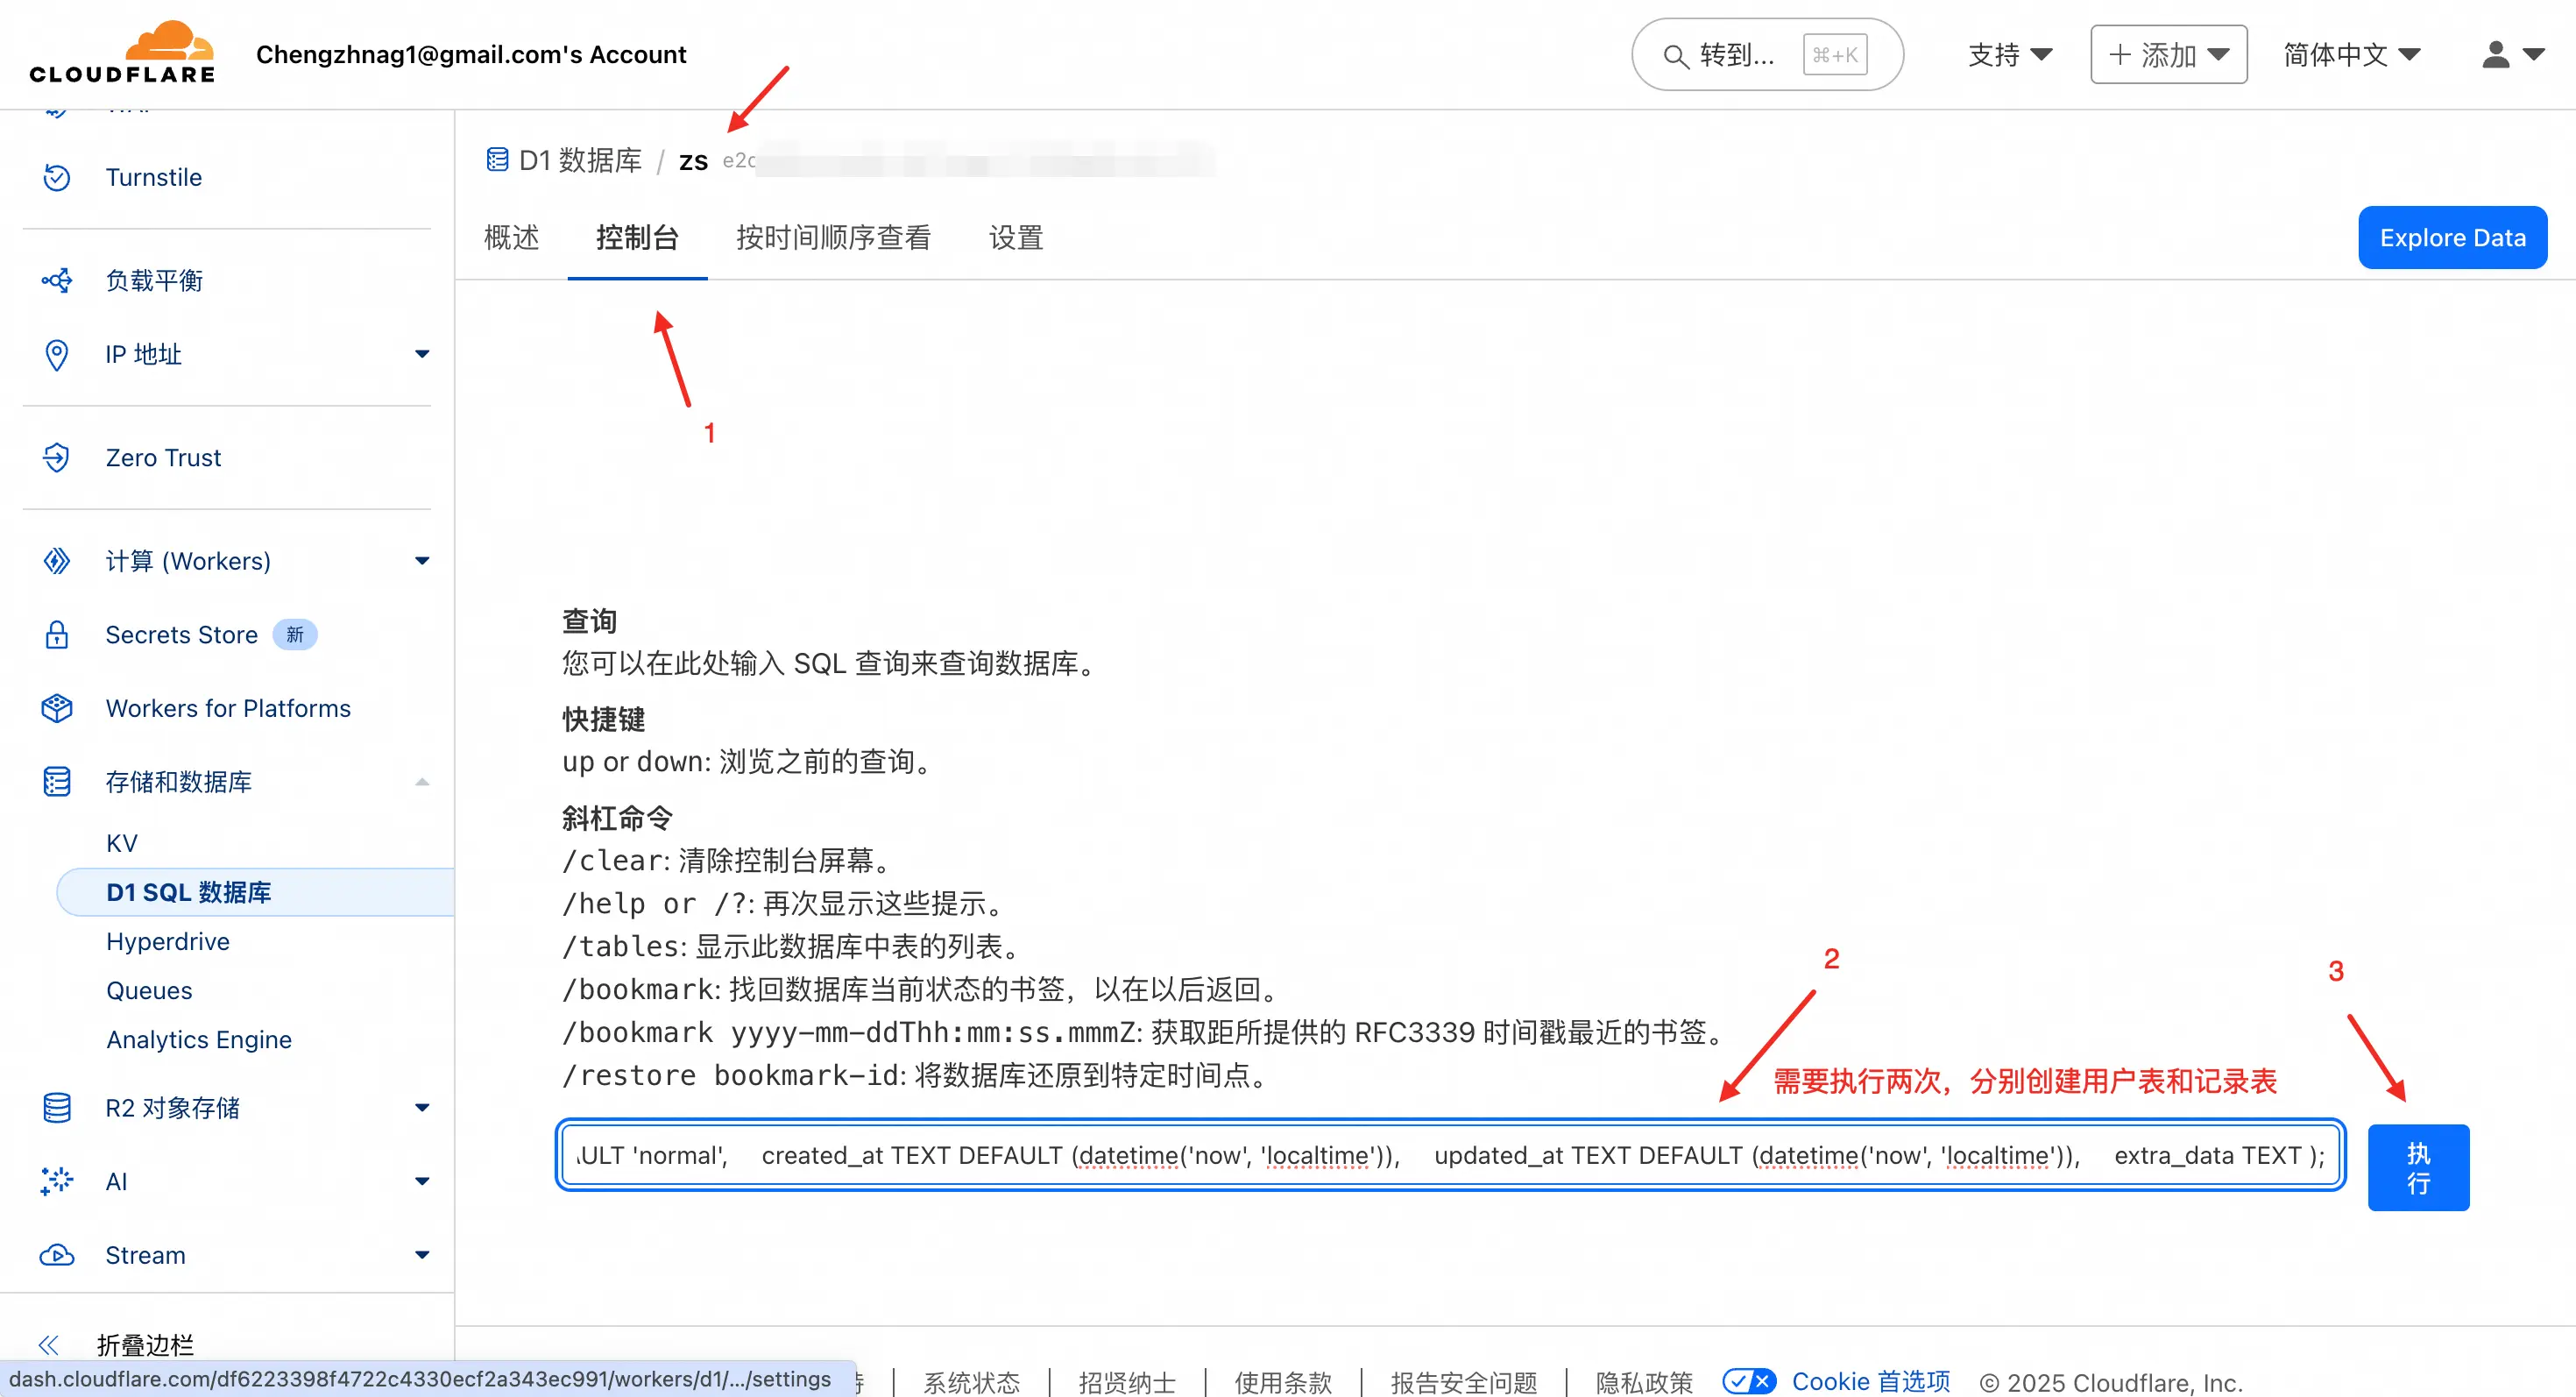 CLOUDFLARE
Chengzhnag1@gmail.com's Account
转到...
⌘+K
支持
+ 添加
简体中文
Turnstile
负载平衡
IP 地址
Zero Trust
计算 (Workers)
Secrets Store 新
Workers for Platforms
存储和数据库
KV
D1 SQL 数据库
Hyperdrive
Queues
Analytics Engine
R2 对象存储
AI
Stream
折叠边栏
dash.cloudflare.com/df6223398f4722c4330ecf2a343ec991/workers/d1/.../settings
D1 数据库 / zs
概述
控制台
按时间顺序查看
设置
Explore Data
1
查询
您可以在此处输入 SQL 查询来查询数据库。
快捷键
up or down: 浏览之前的查询。
斜杠命令
/clear: 清除控制台屏幕。
/help or /?: 再次显示这些提示。
/tables: 显示此数据库中表的列表。
/bookmark: 找回数据库当前状态的书签，以在以后返回。
/bookmark yyyy-mm-ddThh:mm:ss.mmmZ: 获取距所提供的 RFC3339 时间戳最近的书签。
/restore bookmark-id: 将数据库还原到特定时间点。
2
3
需要执行两次，分别创建用户表和记录表
'normal', created_at TEXT DEFAULT (datetime('now', 'localtime')), updated_at TEXT DEFAULT (datetime('now', 'localtime')), extra_data TEXT );
执
行
系统状态
招贤纳士
使用条款
报告安全问题
隐私政策
Cookie 首选项
© 2025 Cloudflare, Inc.